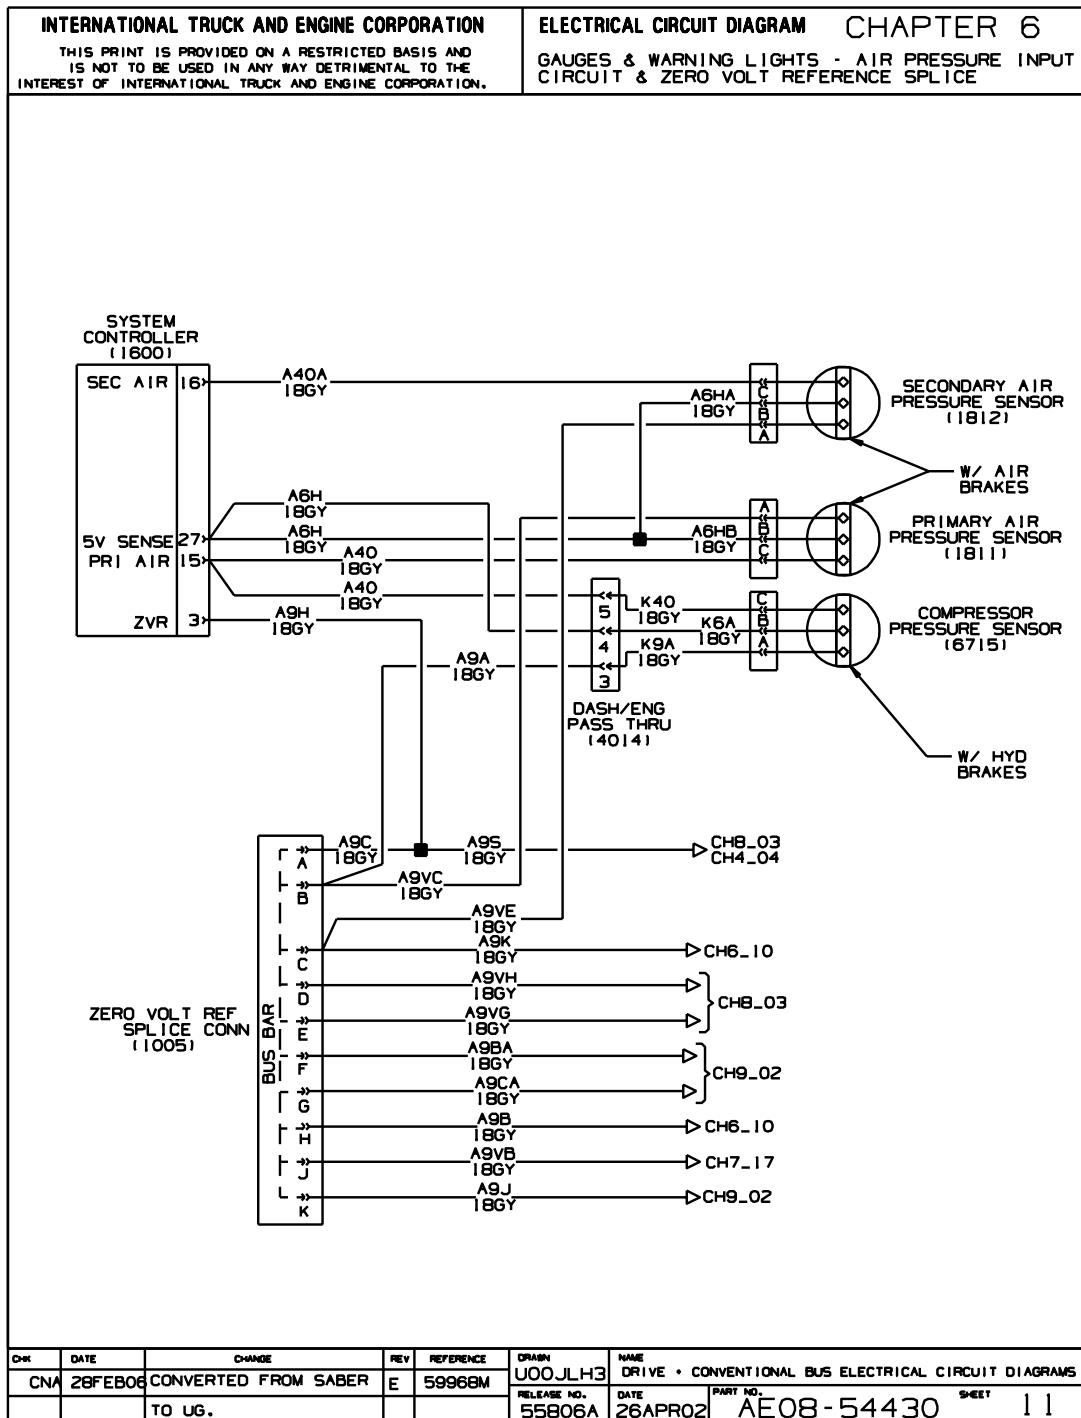 INTERNATIONAL TRUCK AND ENGINE CORPORATION
THIS PRINT IS PROVIDED ON A RESTRICTED BASIS AND
IS NOT TO BE USED IN ANY WAY DETRIMENTAL TO THE
INTEREST OF INTERNATIONAL TRUCK AND ENGINE CORPORATION.
ELECTRICAL CIRCUIT DIAGRAM CHAPTER 6
GAUGES & WARNING LIGHTS - AIR PRESSURE INPUT
CIRCUIT & ZERO VOLT REFERENCE SPLICE
SYSTEM
CONTROLLER
(1600)
SEC AIR 16
5V SENSE 27
PRI AIR 15
ZVR 3
A40A
18GY
A6HA
18GY
C
B
A
SECONDARY AIR
PRESSURE SENSOR
(1812)
W/ AIR
BRAKES
A6H
18GY
A6H
18GY
A6HB
18GY
A
B
C
PRIMARY AIR
PRESSURE SENSOR
(1811)
A40
18GY
A40
18GY
A9H
18GY
5
4
3
K40
18GY
K6A
18GY
K9A
18GY
C
B
A
COMPRESSOR
PRESSURE SENSOR
(6715)
A9A
18GY
DASH/ENG
PASS THRU
(4014)
W/ HYD
BRAKES
ZERO VOLT REF
SPLICE CONN
(1005)
BUS BAR
A
B
C
D
E
F
G
H
J
K
A9C
18GY
A9S
18GY
CH8_03
CH4_04
A9VC
18GY
A9VE
18GY
A9K
18GY
CH6_10
A9VH
18GY
A9VG
18GY
CH8_03
A9BA
18GY
A9CA
18GY
CH9_02
A9B
18GY
CH6_10
A9VB
18GY
CH7_17
A9J
18GY
CH9_02
CHK DATE CHANGE REV REFERENCE
CNA 28FEB06 CONVERTED FROM SABER E 59968M
TO UG.
DRAWN
U00JLH3
NAME
DRIVE + CONVENTIONAL BUS ELECTRICAL CIRCUIT DIAGRAMS
RELEASE NO.
55806A
DATE
26APR02
PART NO.
AE08-54430
SHEET
11